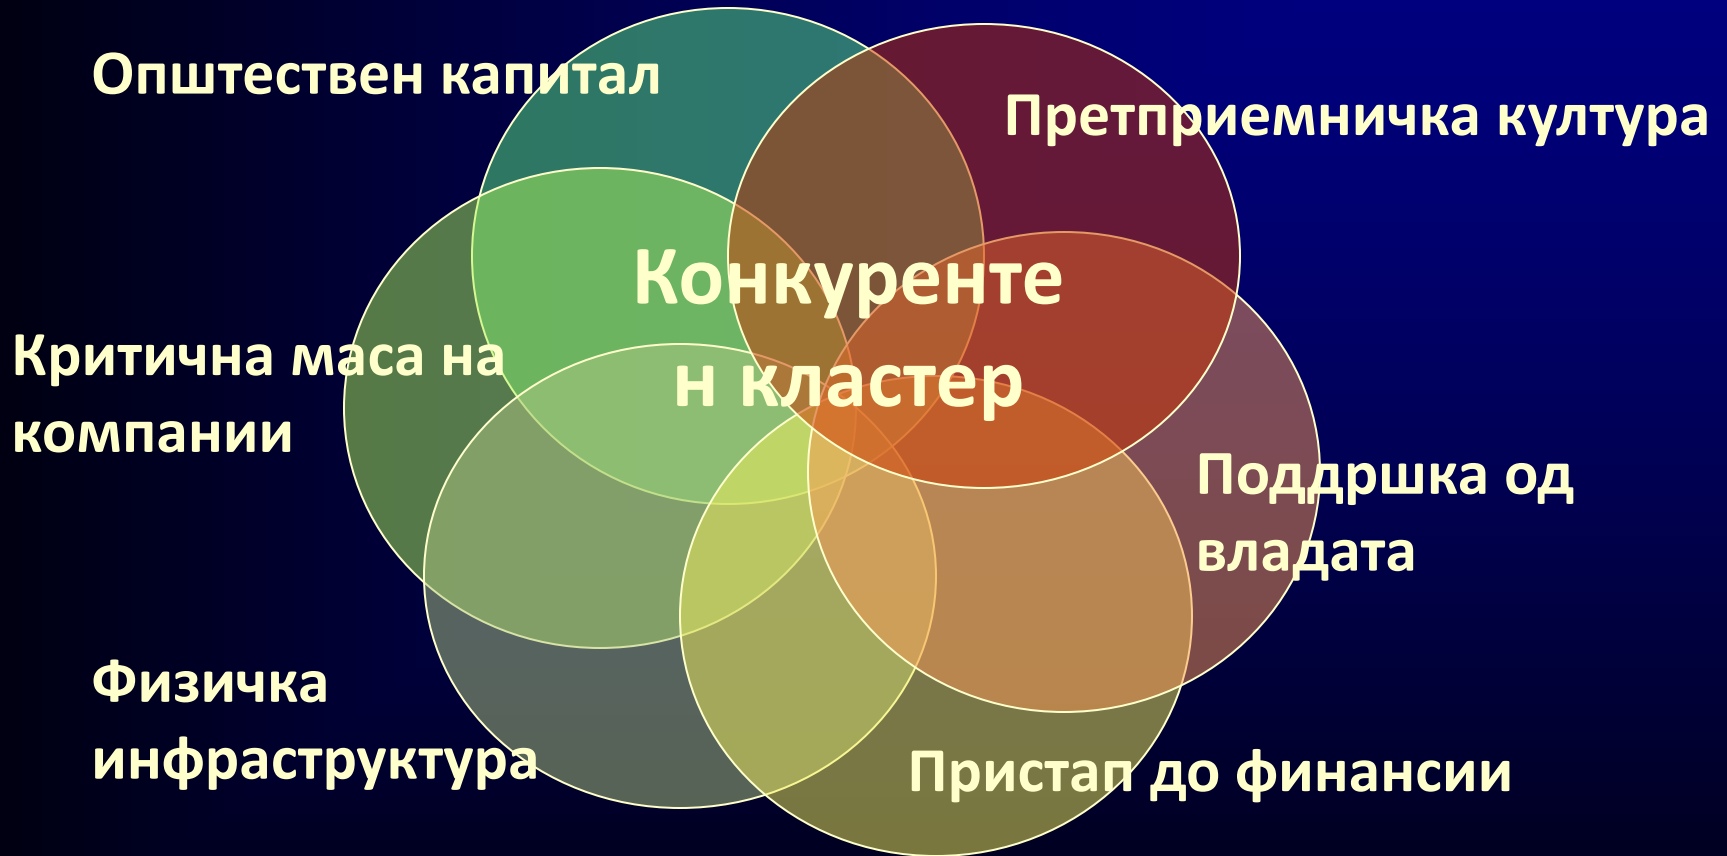 Општествен капитал
Претприемничка култура
Конкуренте
н кластер
Критична маса на
компании
Поддршка од
владата
Физичка
инфраструктура
Пристап до финансии